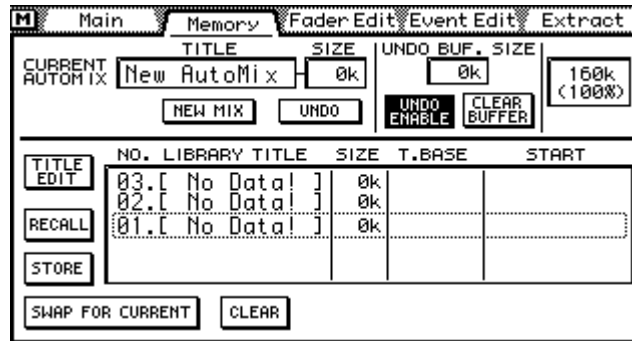 M Main Memory Fader Edit Event Edit Extract
TITLE SIZE UNDO BUF. SIZE
CURRENT AUTOMIX New AutoMix 0k 0k 160k (100%)
NEW MIX UNDO UNDO ENABLE CLEAR BUFFER
NO. LIBRARY TITLE SIZE T.BASE START
TITLE EDIT
03.[ No Data! ] 0k
02.[ No Data! ] 0k
RECALL 01.[ No Data! ] 0k
STORE
SWAP FOR CURRENT CLEAR